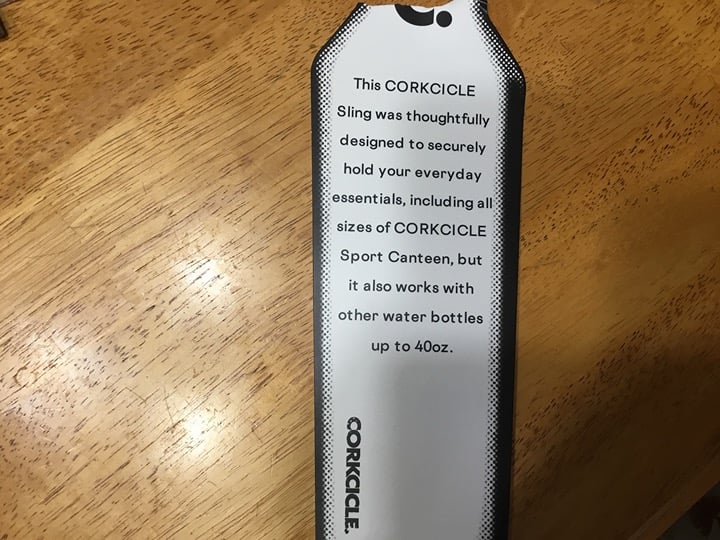 This CORKCICLE
Sling was thoughtfully
designed to securely
hold your everyday
essentials, including all
sizes of CORKCICLE
Sport Canteen, but
it also works with
other water bottles
up to 40oz.
CORKCICLE.